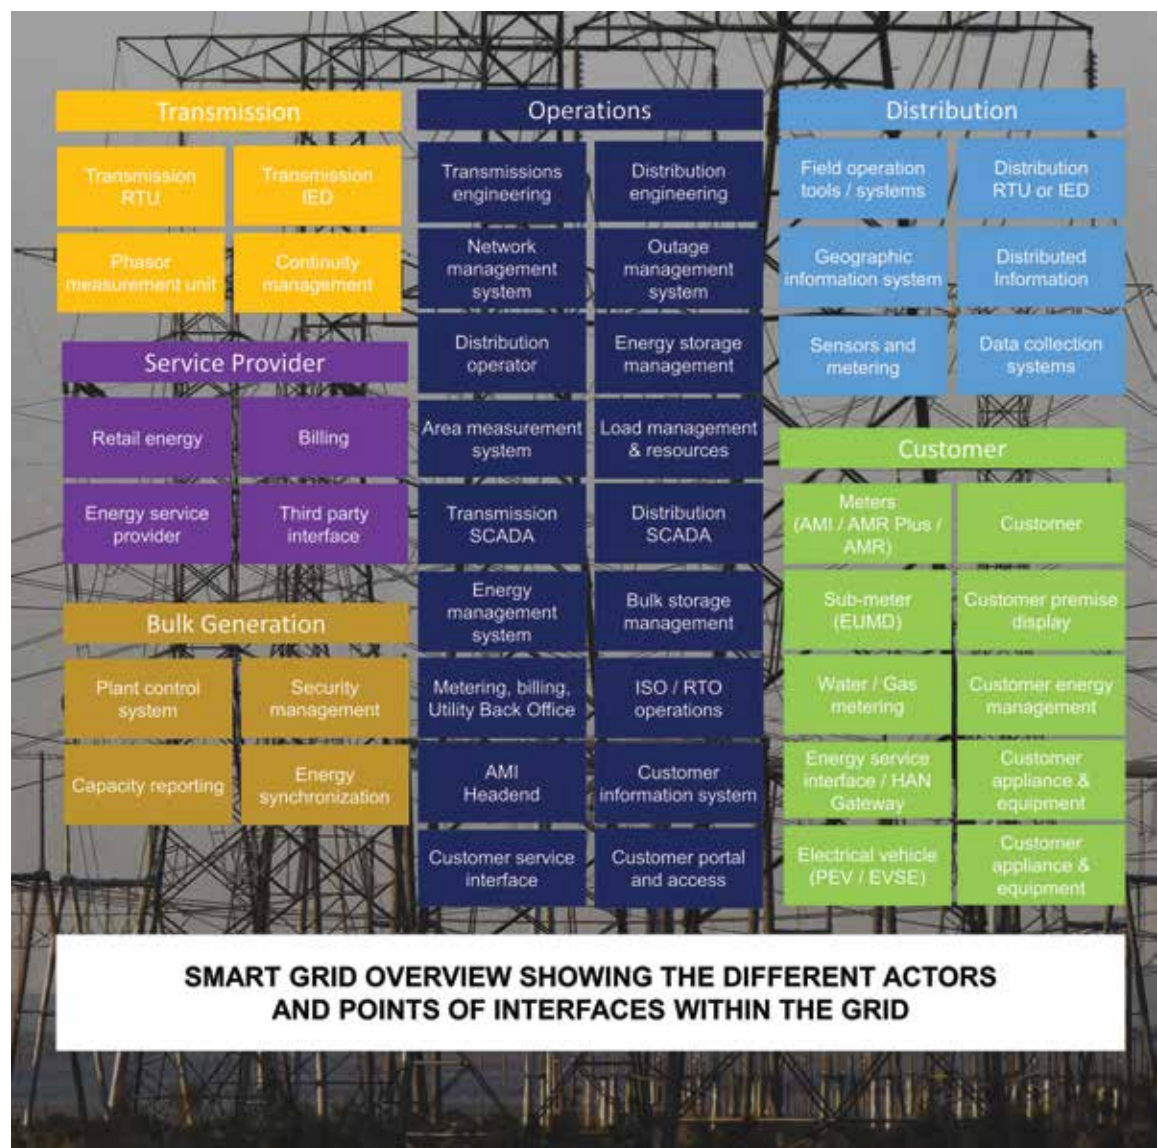 Transmission
Transmission
RTU
Transmission
IED
Phasor
measurement unit
Continuity
management
Service Provider
Retail energy
Billing
Energy service
provider
Third party
interface
Bulk Generation
Plant control
system
Security
management
Capacity reporting
Energy
synchronization
Operations
Transmissions
engineering
Distribution
engineering
Network
management
system
Outage
management
system
Distribution
operator
Energy storage
management
Area measurement
system
Load management
& resources
Transmission
SCADA
Distribution
SCADA
Energy
management
system
Bulk storage
management
Metering, billing,
Utility Back Office
ISO / RTO
operations
AMI
Headend
Customer
information system
Customer service
interface
Customer portal
and access
Distribution
Field operation
tools / systems
Distribution
RTU or IED
Geographic
information system
Distributed
Information
Sensors and
metering
Data collection
systems
Customer
Meters
(AMI / AMR Plus /
AMR)
Customer
Sub-meter
(EUMD)
Customer premise
display
Water / Gas
metering
Customer energy
management
Energy service
interface / HAN
Gateway
Customer
appliance &
equipment
Electrical vehicle
(PEV / EVSE)
Customer
appliance &
equipment
SMART GRID OVERVIEW SHOWING THE DIFFERENT ACTORS
AND POINTS OF INTERFACES WITHIN THE GRID